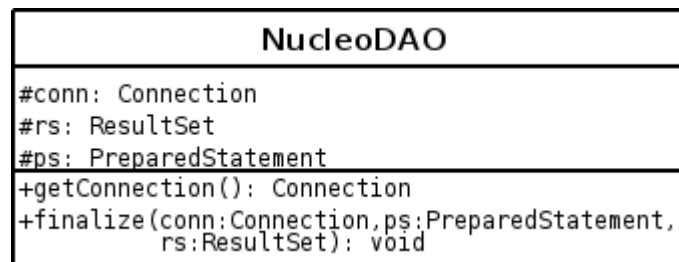 NucleoDAO
#conn: Connection
#rs: ResultSet
#ps: PreparedStatement
+getConnection(): Connection
+finalize(conn:Connection,ps:PreparedStatement,
rs:ResultSet): void